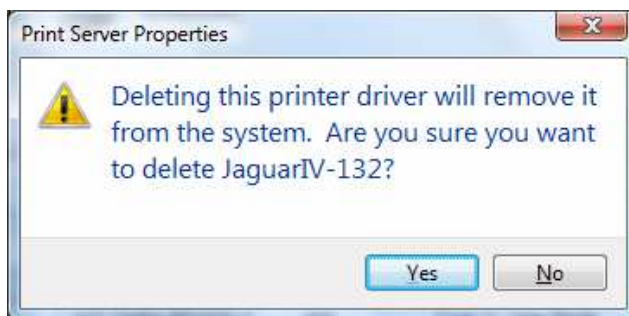 Print Server Properties
Deleting this printer driver will remove it
from the system.  Are you sure you want
to delete JaguarIV-132?
Yes No